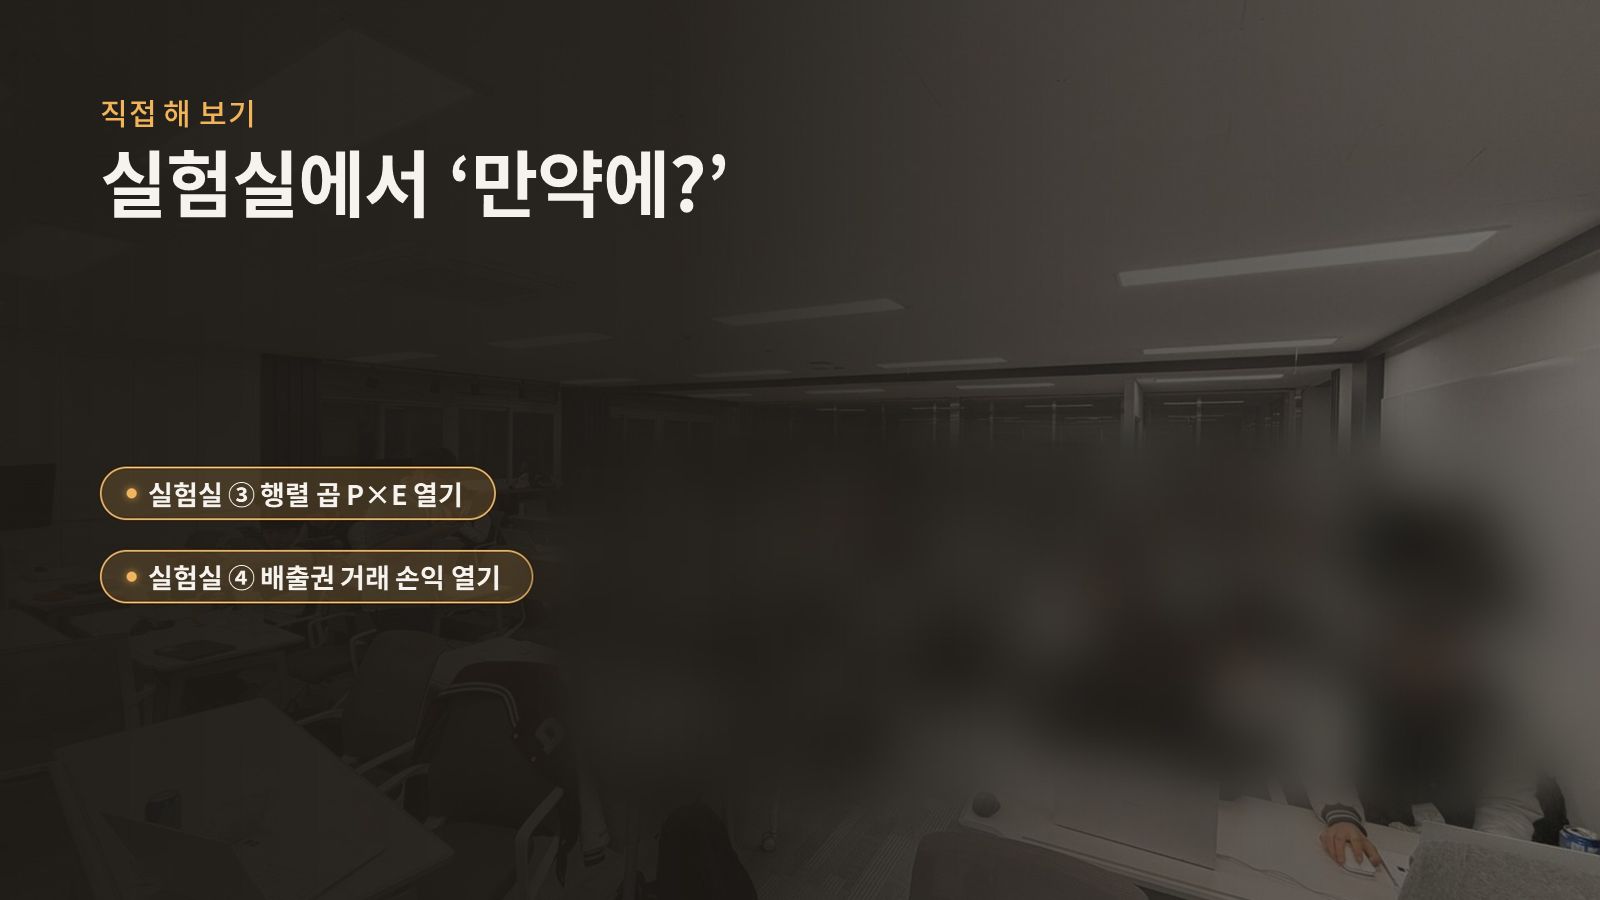 직접 해 보기
실험실에서 ‘만약에?’
실험실 ③ 행렬 곱 P×E 열기
실험실 ④ 배출권 거래 손익 열기